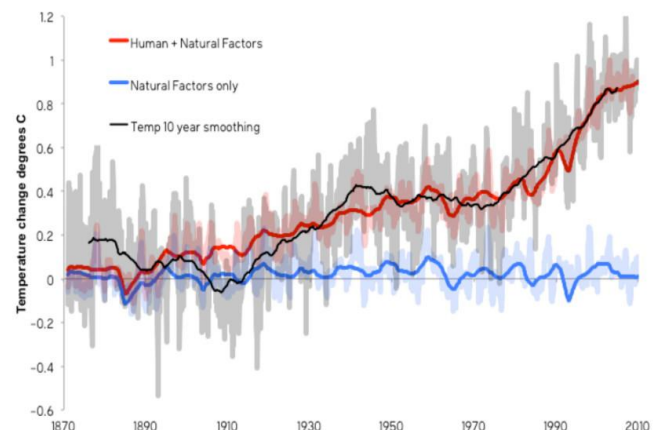 1.2
1
0.8
0.6
0.4
0.2
0
-0.2
-0.4
-0.6
Temperature change degrees C
Human + Natural Factors
Natural Factors only
Temp 10 year smoothing
1870 1890 1910 1930 1950 1970 1990 2010